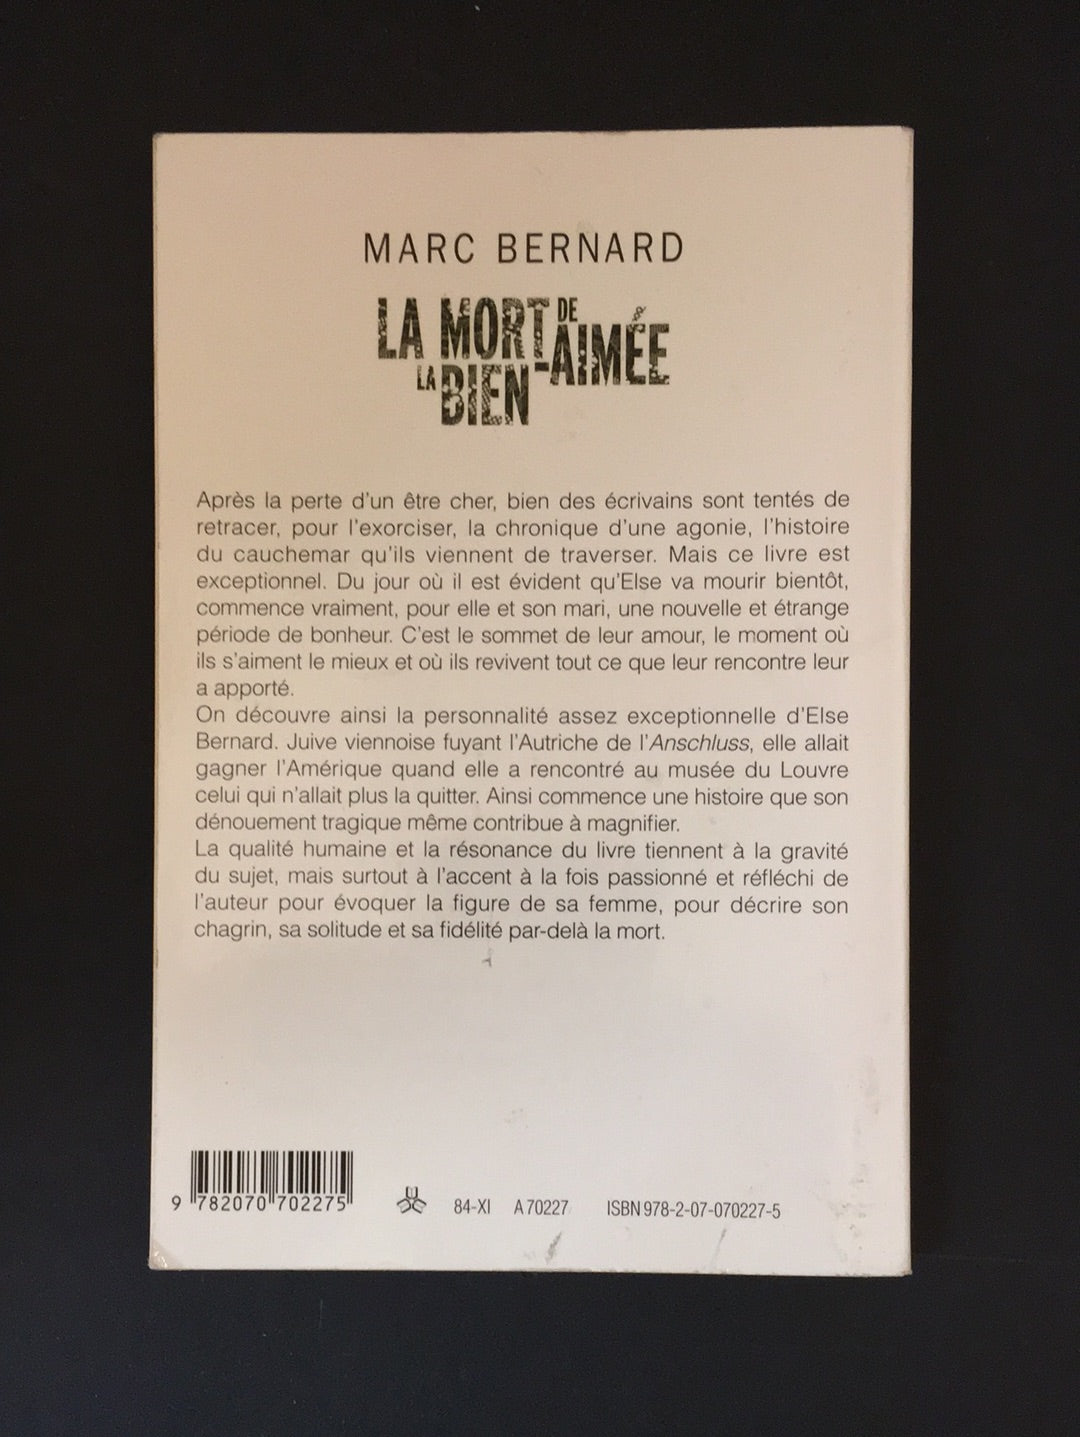 MARC BERNARD
LA MORT DE
LA BIEN-AIMÉE
Après la perte d'un être cher, bien des écrivains sont tentés de
retracer, pour l'exorciser, la chronique d'une agonie, l'histoire
du cauchemar qu'ils viennent de traverser. Mais ce livre est
exceptionnel. Du jour où il est évident qu'Else va mourir bientôt,
commence vraiment, pour elle et son mari, une nouvelle et étrange
période de bonheur. C'est le sommet de leur amour, le moment où
ils s'aiment le mieux et où ils revivent tout ce que leur rencontre leur
a apporté.
On découvre ainsi la personnalité assez exceptionnelle d'Else
Bernard. Juive viennoise fuyant l'Autriche de l'Anschluss, elle allait
gagner l'Amérique quand elle a rencontré au musée du Louvre
celui qui n'allait plus la quitter. Ainsi commence une histoire que son
dénouement tragique même contribue à magnifier.
La qualité humaine et la résonance du livre tiennent à la gravité
du sujet, mais surtout à l'accent à la fois passionné et réfléchi de
l'auteur pour évoquer la figure de sa femme, pour décrire son
chagrin, sa solitude et sa fidélité par-delà la mort.
9 782070 702275 84-XI A 70227 ISBN 978-2-07-070227-5